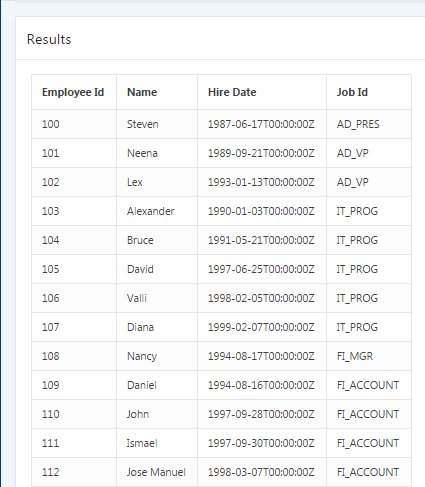 Results
Employee Id Name Hire Date Job Id
100 Steven 1987-06-17T00:00:00Z AD_PRES
101 Neena 1989-09-21T00:00:00Z AD_VP
102 Lex 1993-01-13T00:00:00Z AD_VP
103 Alexander 1990-01-03T00:00:00Z IT_PROG
104 Bruce 1991-05-21T00:00:00Z IT_PROG
105 David 1997-06-25T00:00:00Z IT_PROG
106 Valli 1998-02-05T00:00:00Z IT_PROG
107 Diana 1999-02-07T00:00:00Z IT_PROG
108 Nancy 1994-08-17T00:00:00Z FI_MGR
109 Daniel 1994-08-16T00:00:00Z FI_ACCOUNT
110 John 1997-09-28T00:00:00Z FI_ACCOUNT
111 Ismael 1997-09-30T00:00:00Z FI_ACCOUNT
112 Jose Manuel 1998-03-07T00:00:00Z FI_ACCOUNT